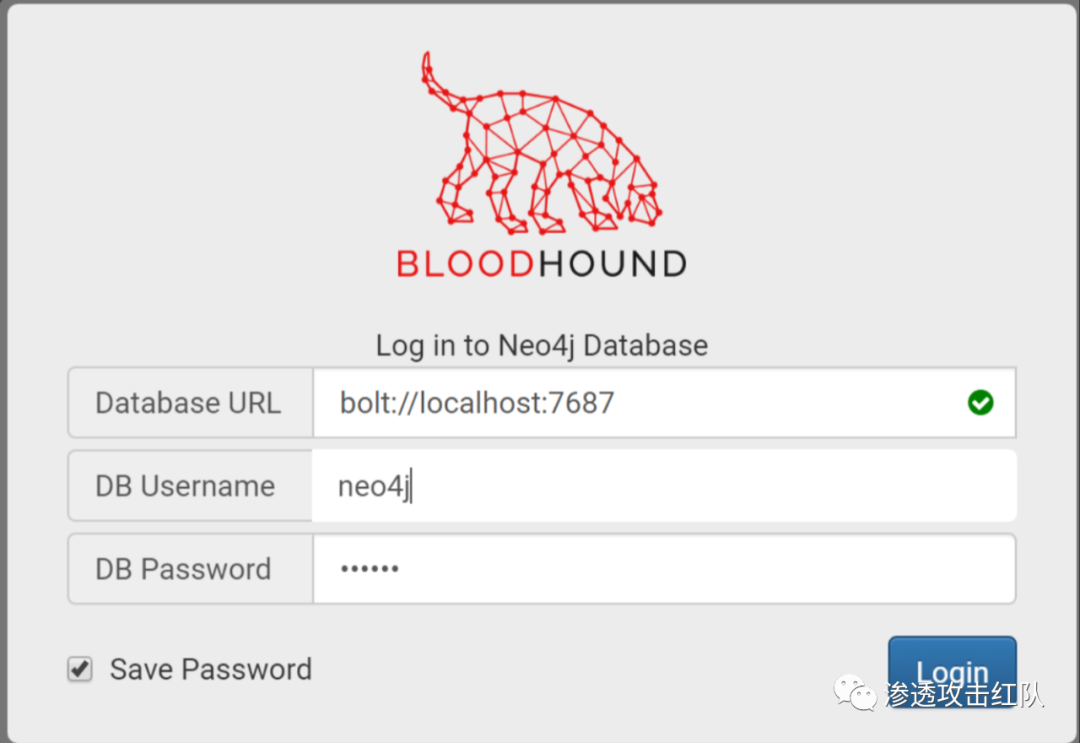 BLOODHOUND
Log in to Neo4j Database
Database URL bolt://localhost:7687
DB Username neo4j
DB Password ••••••
Save Password
Login
渗透攻击红队